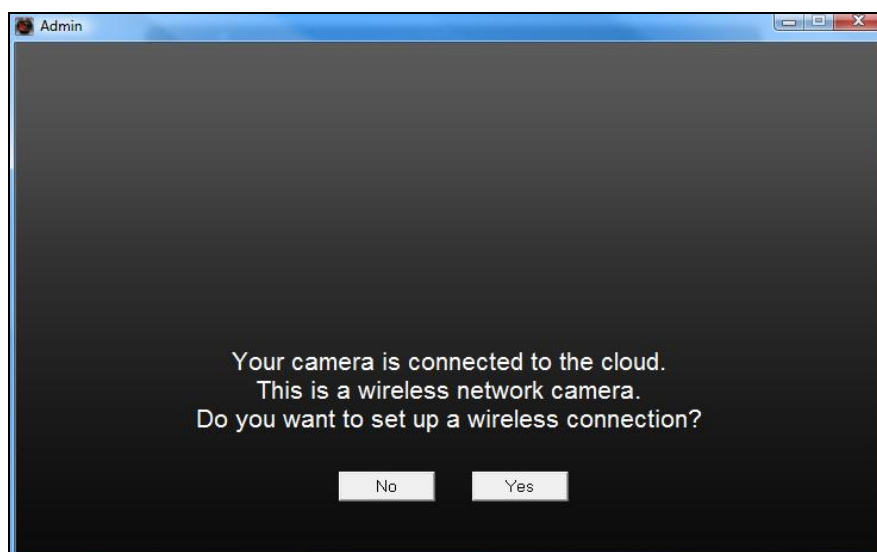 Admin
Your camera is connected to the cloud.
This is a wireless network camera.
Do you want to set up a wireless connection?
No Yes